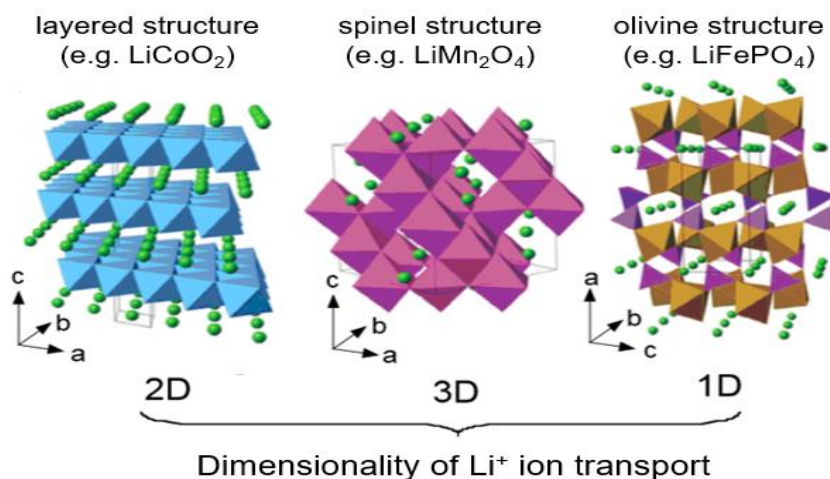 layered structure
(e.g. LiCoO₂)
spinel structure
(e.g. LiMn₂O₄)
olivine structure
(e.g. LiFePO₄)
c
b
a
c
b
a
a
b
c
2D
3D
1D
Dimensionality of Li⁺ ion transport